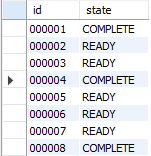 id state
000001 COMPLETE
000002 READY
000003 READY
000004 COMPLETE
000005 READY
000006 READY
000007 READY
000008 COMPLETE